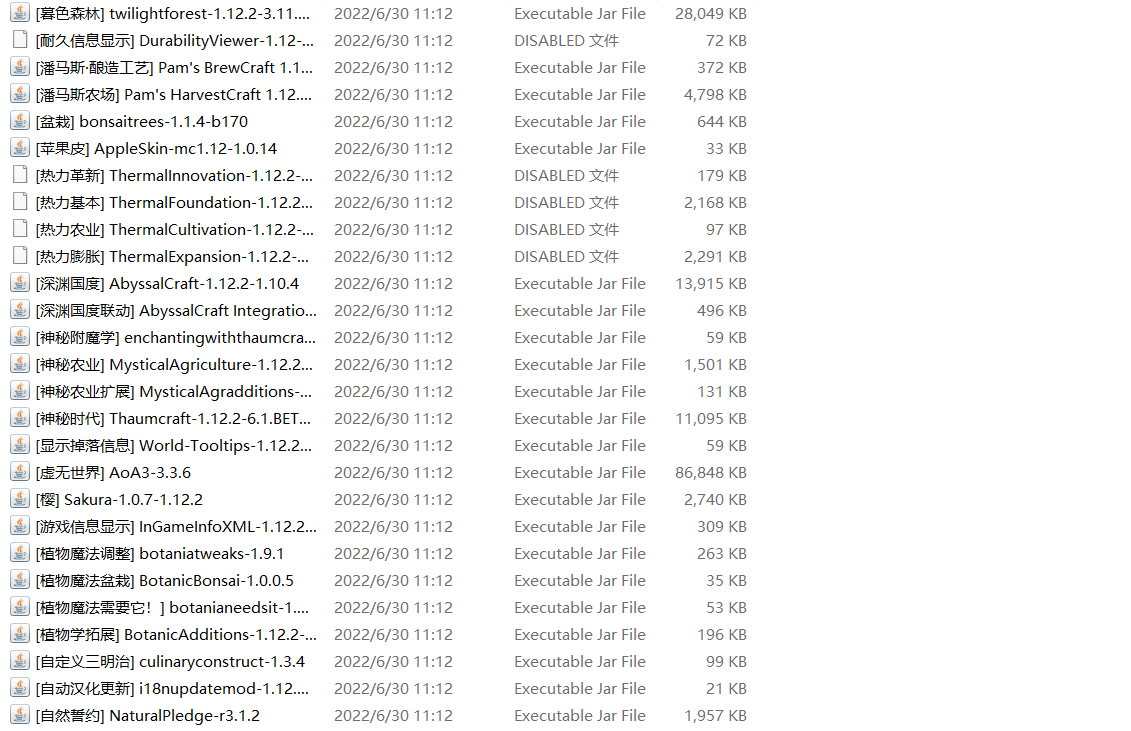 [暮色森林] twilightforest-1.12.2-3.11.... 2022/6/30 11:12 Executable Jar File 28,049 KB
[耐久信息显示] DurabilityViewer-1.12-... 2022/6/30 11:12 DISABLED 文件 72 KB
[潘马斯·酿造工艺] Pam's BrewCraft 1.1... 2022/6/30 11:12 Executable Jar File 372 KB
[潘马斯农场] Pam's HarvestCraft 1.12.... 2022/6/30 11:12 Executable Jar File 4,798 KB
[盆栽] bonsaitrees-1.1.4-b170 2022/6/30 11:12 Executable Jar File 644 KB
[苹果皮] AppleSkin-mc1.12-1.0.14 2022/6/30 11:12 Executable Jar File 33 KB
[热力革新] ThermalInnovation-1.12.2-... 2022/6/30 11:12 DISABLED 文件 179 KB
[热力基本] ThermalFoundation-1.12.2... 2022/6/30 11:12 DISABLED 文件 2,168 KB
[热力农业] ThermalCultivation-1.12.2-... 2022/6/30 11:12 DISABLED 文件 97 KB
[热力膨胀] ThermalExpansion-1.12.2-... 2022/6/30 11:12 DISABLED 文件 2,291 KB
[深渊国度] AbyssalCraft-1.12.2-1.10.4 2022/6/30 11:12 Executable Jar File 13,915 KB
[深渊国度联动] AbyssalCraft Integratio... 2022/6/30 11:12 Executable Jar File 496 KB
[神秘附魔学] enchantingwiththaumcra... 2022/6/30 11:12 Executable Jar File 59 KB
[神秘农业] MysticalAgriculture-1.12.2... 2022/6/30 11:12 Executable Jar File 1,501 KB
[神秘农业扩展] MysticalAgradditions-... 2022/6/30 11:12 Executable Jar File 131 KB
[神秘时代] Thaumcraft-1.12.2-6.1.BET... 2022/6/30 11:12 Executable Jar File 11,095 KB
[显示掉落信息] World-Tooltips-1.12.2... 2022/6/30 11:12 Executable Jar File 59 KB
[虚无世界] AoA3-3.3.6 2022/6/30 11:12 Executable Jar File 86,848 KB
[樱] Sakura-1.0.7-1.12.2 2022/6/30 11:12 Executable Jar File 2,740 KB
[游戏信息显示] InGameInfoXML-1.12.2... 2022/6/30 11:12 Executable Jar File 309 KB
[植物魔法调整] botaniatweaks-1.9.1 2022/6/30 11:12 Executable Jar File 263 KB
[植物魔法盆栽] BotanicBonsai-1.0.0.5 2022/6/30 11:12 Executable Jar File 35 KB
[植物魔法需要它！] botanianeedsit-1.... 2022/6/30 11:12 Executable Jar File 53 KB
[植物学拓展] BotanicAdditions-1.12.2-... 2022/6/30 11:12 Executable Jar File 196 KB
[自定义三明治] culinaryconstruct-1.3.4 2022/6/30 11:12 Executable Jar File 99 KB
[自动汉化更新] i18nupdatemod-1.12.... 2022/6/30 11:12 Executable Jar File 21 KB
[自然誓约] NaturalPledge-r3.1.2 2022/6/30 11:12 Executable Jar File 1,957 KB